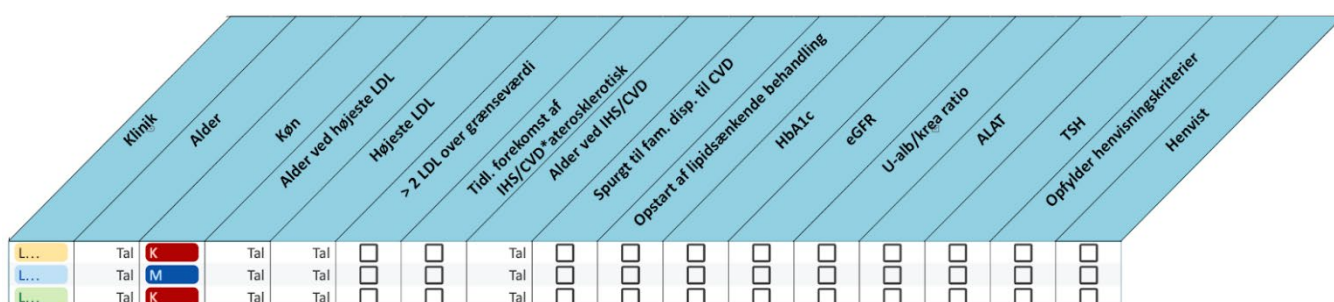 Klinik
Alder
Køn
Alder ved højeste LDL
Højeste LDL
> 2 LDL over grænseværdi
Tidl. forekomst af
IHS/CVD*aterosklerotisk
Alder ved IHS/CVD
Spurgt til fam. disp. til CVD
Opstart af lipidsænkende behandling
HbA1c
eGFR
U-alb/krea ratio
ALAT
TSH
Opfylder henvisningskriterier
Henvist
L... Tal K Tal Tal Tal
L... Tal M Tal Tal Tal
L... Tal K Tal Tal Tal